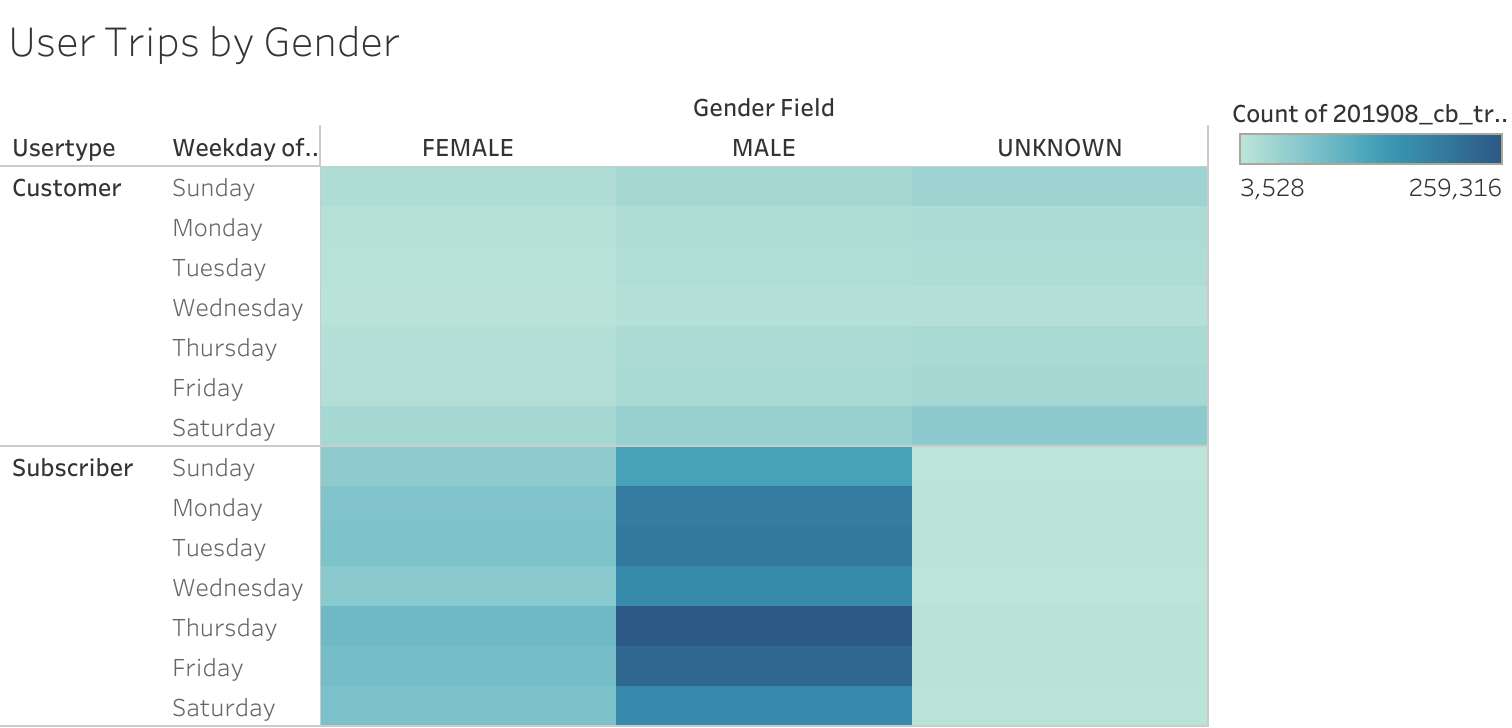 User Trips by Gender
Gender Field
Count of 201908_cb_tr..
Usertype Weekday of.. FEMALE MALE UNKNOWN
3,528 259,316
Customer Sunday
Monday
Tuesday
Wednesday
Thursday
Friday
Saturday
Subscriber Sunday
Monday
Tuesday
Wednesday
Thursday
Friday
Saturday